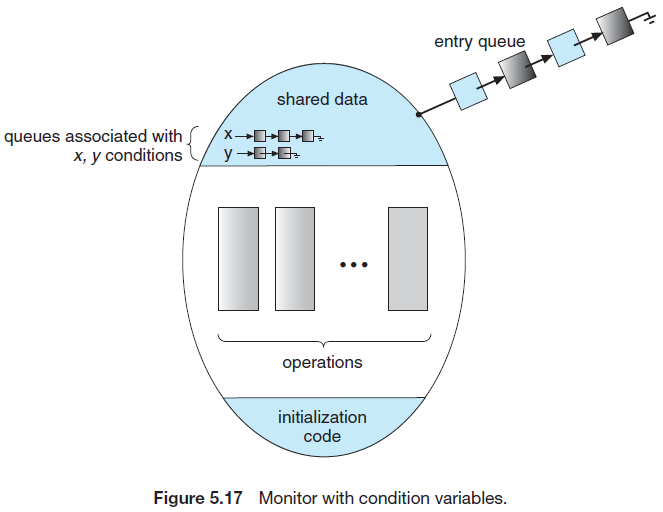 entry queue
shared data
queues associated with
x, y conditions
x
y
...
operations
initialization
code
Figure 5.17 Monitor with condition variables.